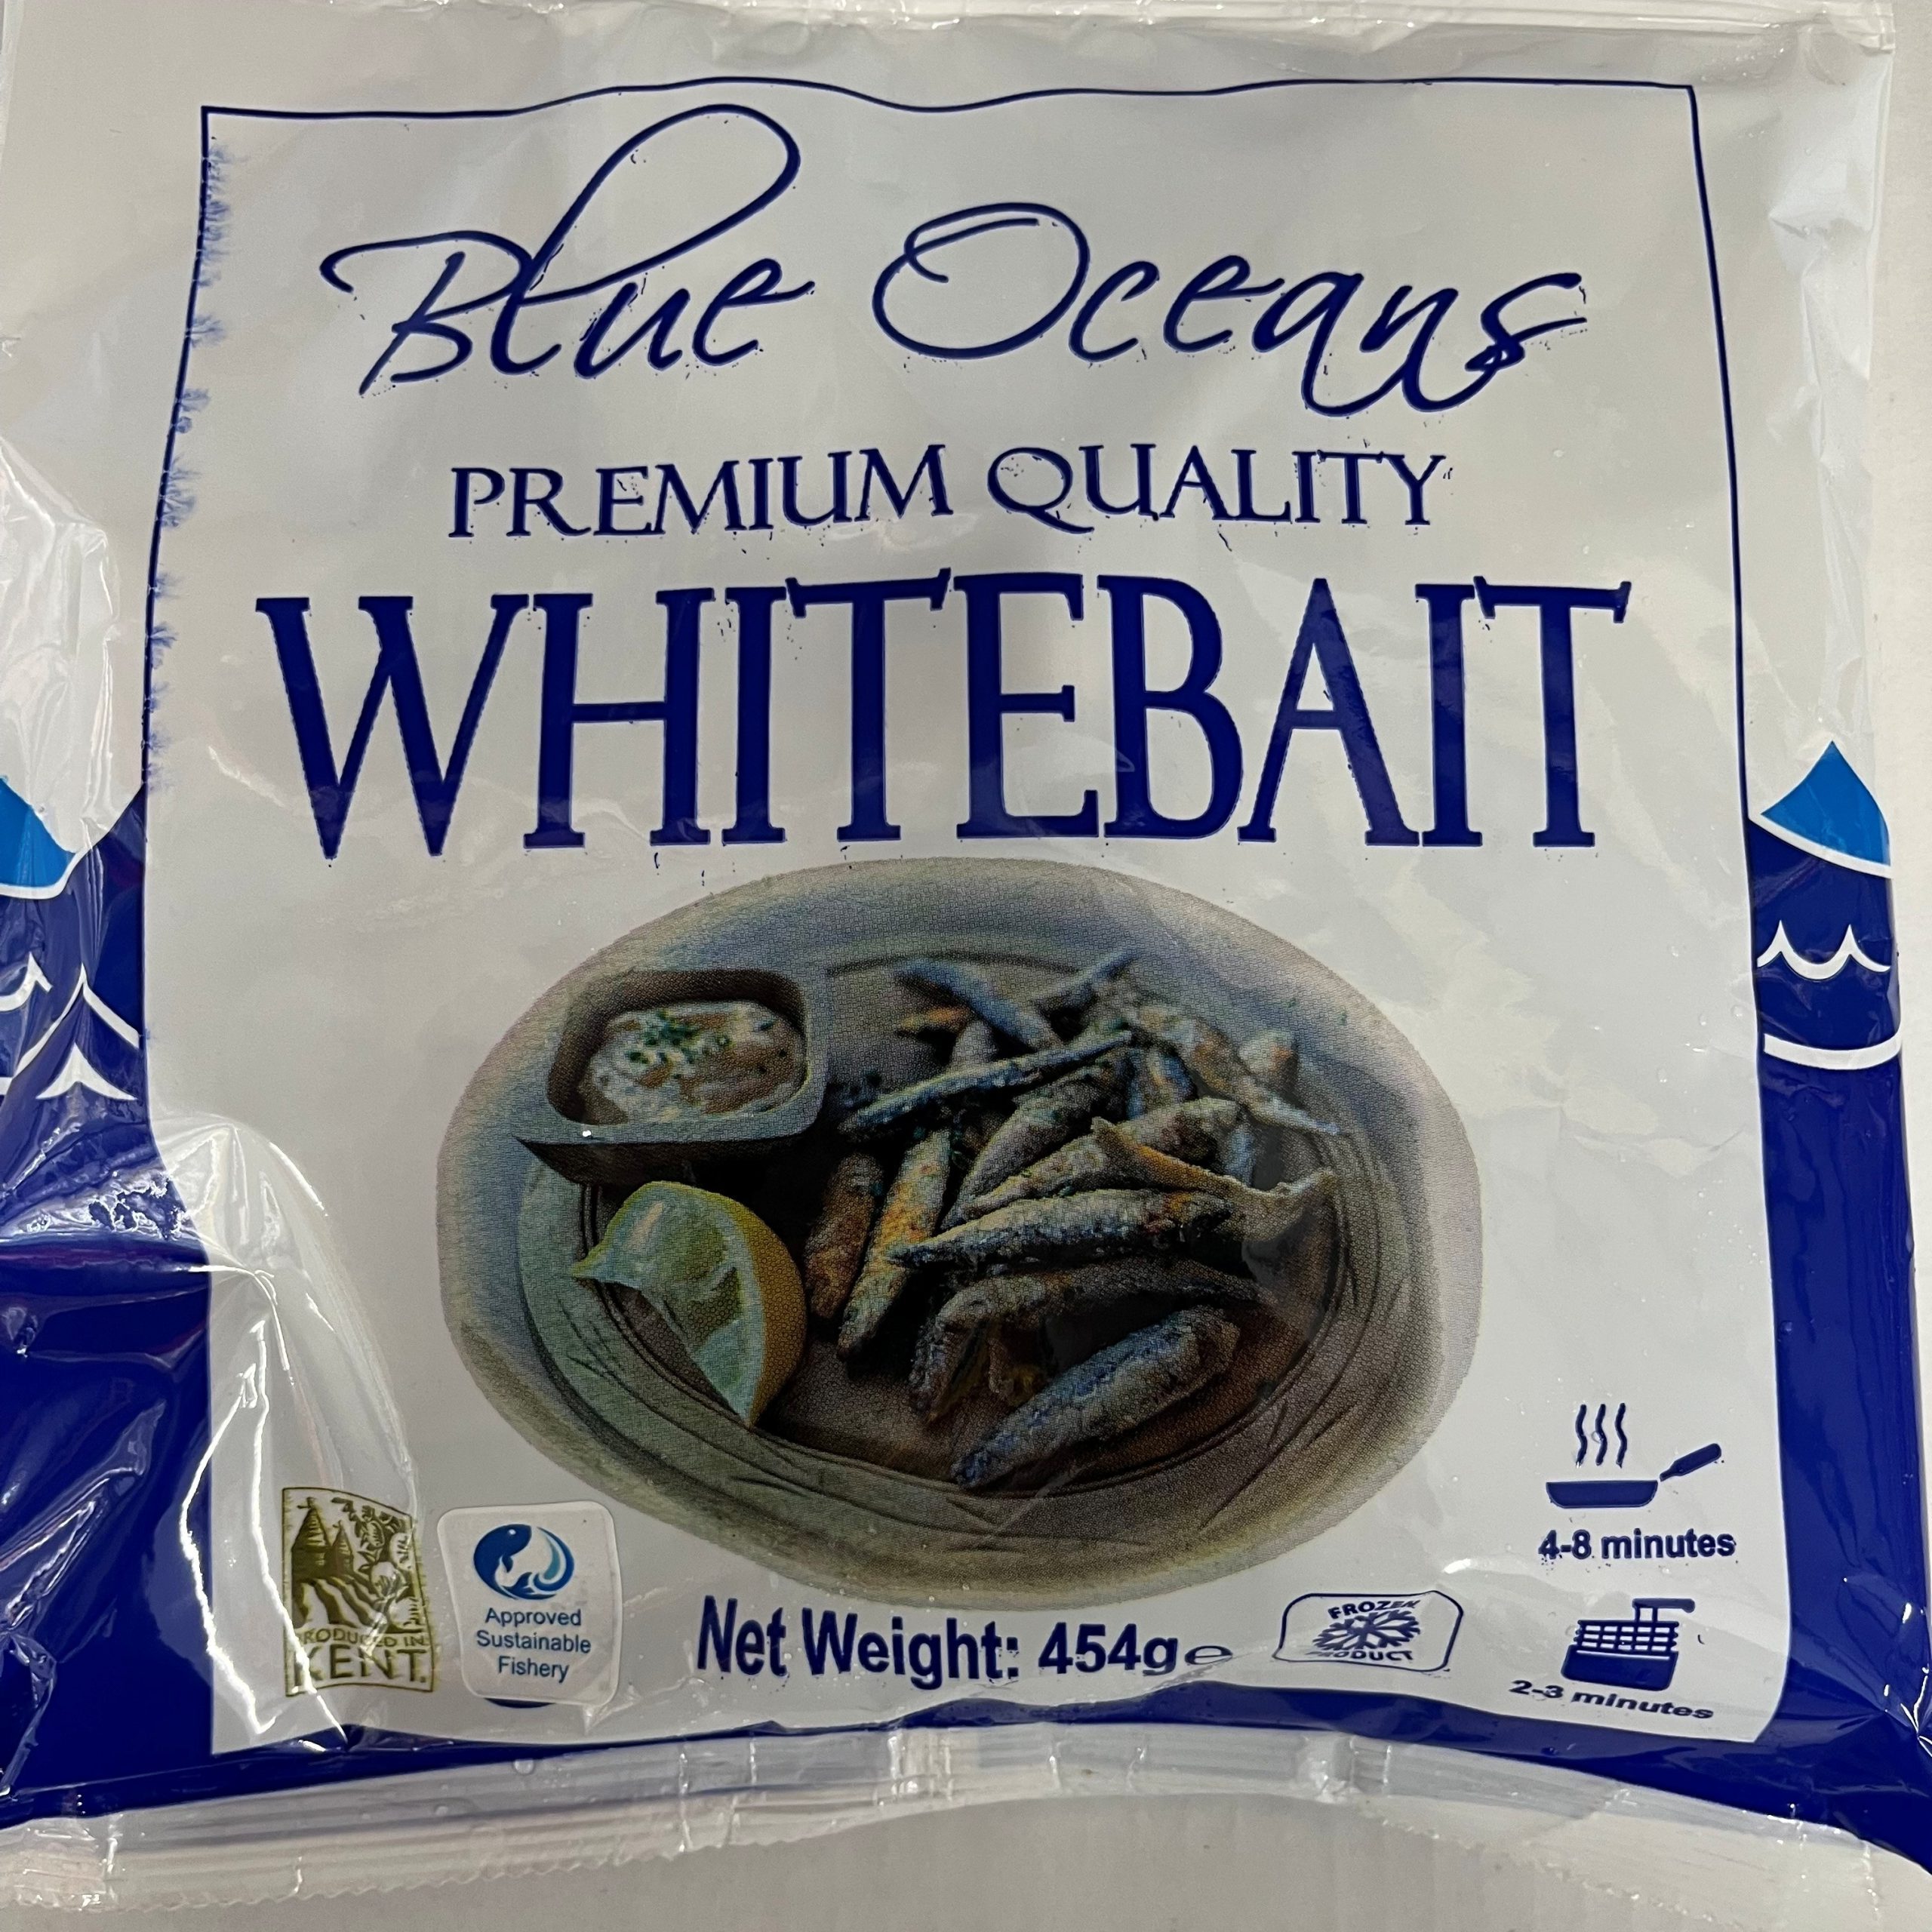 Blue Oceans
PREMIUM QUALITY
WHITEBAIT
4-8 minutes
PRODUCED IN
KENT.
Approved
Sustainable
Fishery
Net Weight: 454g℮
FROZEN
PRODUCT
2-3 minutes